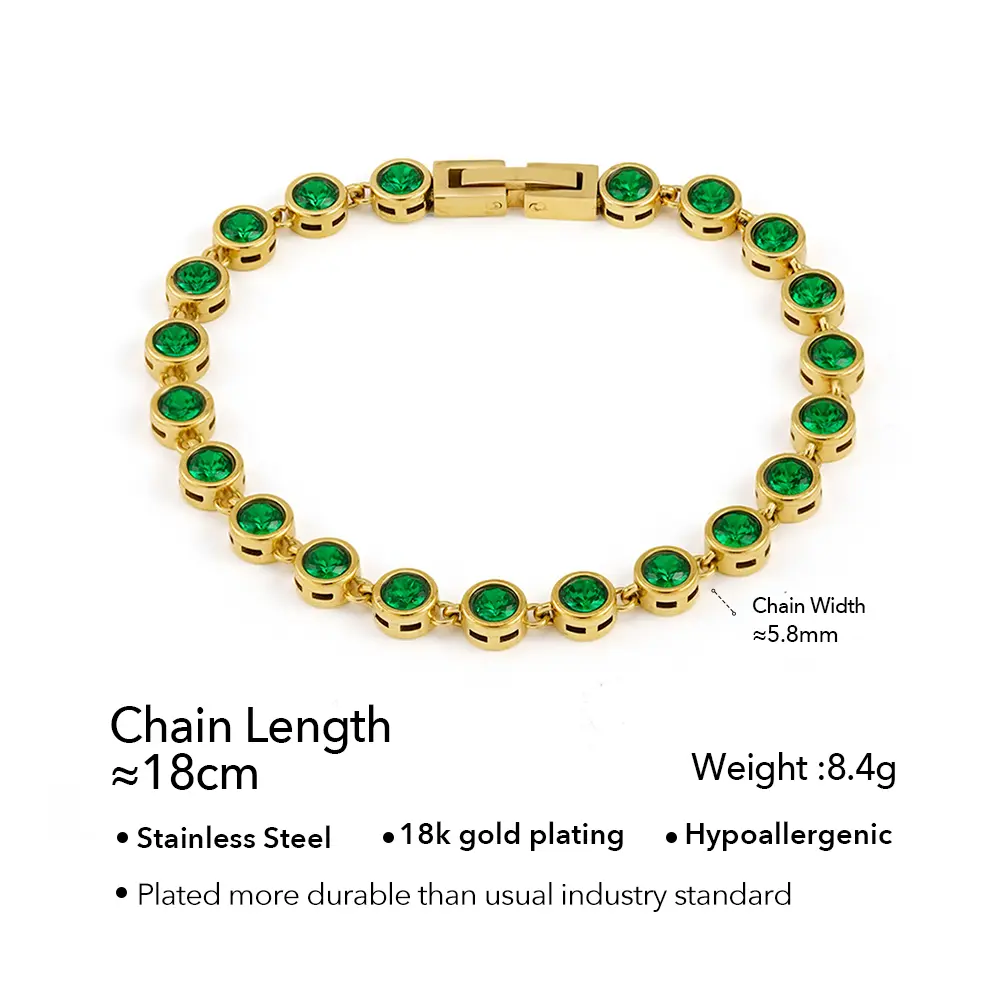 Chain Width
≈5.8mm
Chain Length
≈18cm
Weight :8.4g
• Stainless Steel
• 18k gold plating
• Hypoallergenic
• Plated more durable than usual industry standard